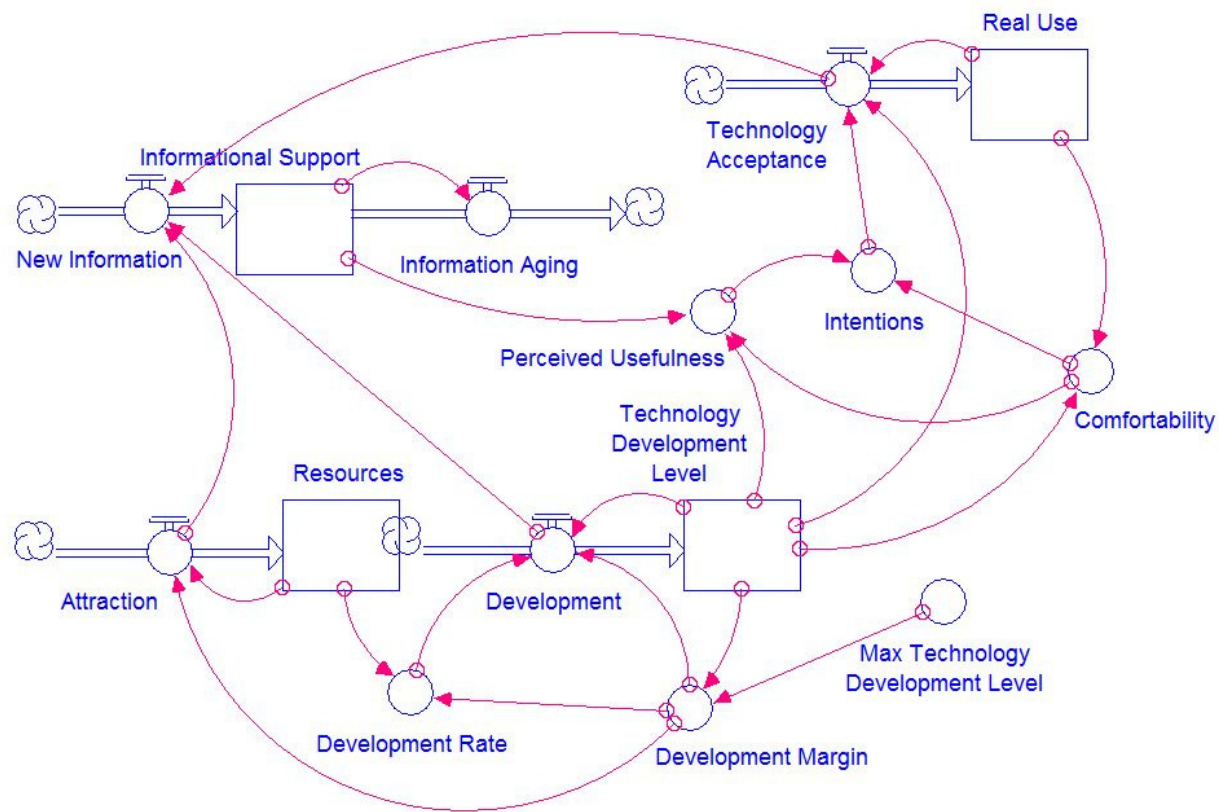 Real Use
Technology
Acceptance
Informational Support
New Information
Information Aging
Intentions
Perceived Usefulness
Comfortability
Technology
Development
Level
Resources
Attraction
Development
Max Technology
Development Level
Development Rate
Development Margin